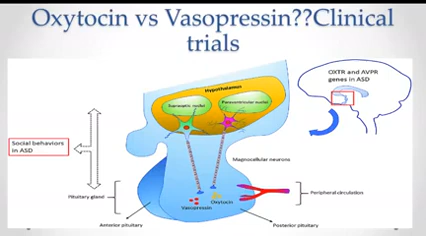 Oxytocin vs Vasopressin??Clinical
trials
OXTR and AVPR
genes in ASD
Hypothalamus
Supraoptic nuclei
Paraventricular nuclei
Social behaviors
in ASD
Magnocellular neurons
Pituitary gland
Vasopressin
Oxytocin
Peripheral circulation
Anterior pituitary
Posterior pituitary